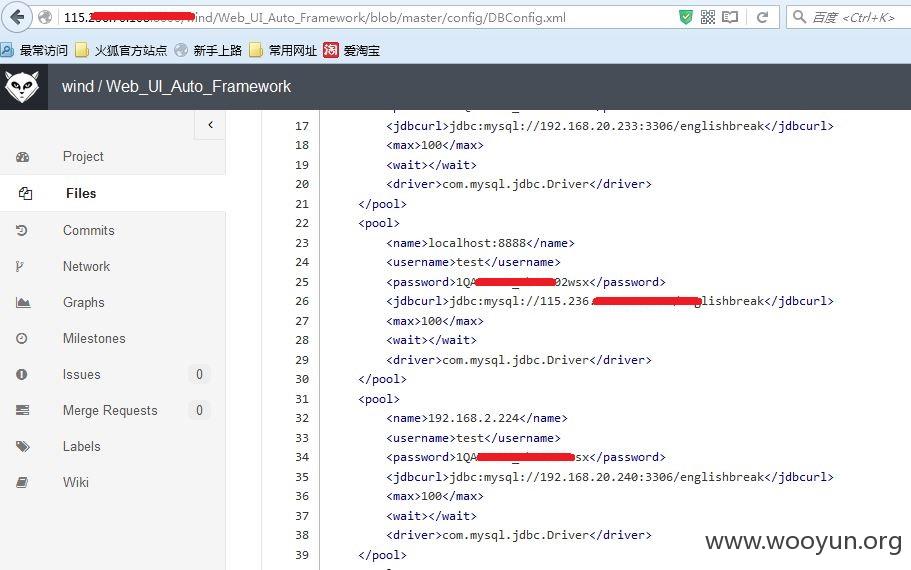 115.236. /wind/Web_UI_Auto_Framework/blob/master/config/DBConfig.xml
百度 <Ctrl+K>
最常访问 火狐官方站点 新手上路 常用网址 淘 爱淘宝
wind / Web_UI_Auto_Framework
Project
Files
Commits
Network
Graphs
Milestones
Issues 0
Merge Requests 0
Labels
Wiki
17 <jdbcurl>jdbc:mysql://192.168.20.233:3306/englishbreak</jdbcurl>
18 <max>100</max>
19 <wait></wait>
20 <driver>com.mysql.jdbc.Driver</driver>
21 </pool>
22 <pool>
23 <name>localhost:8888</name>
24 <username>test</username>
25 <password>1QA 02wsx</password>
26 <jdbcurl>jdbc:mysql://115.236. glishbreak</jdbcurl>
27 <max>100</max>
28 <wait></wait>
29 <driver>com.mysql.jdbc.Driver</driver>
30 </pool>
31 <pool>
32 <name>192.168.2.224</name>
33 <username>test</username>
34 <password>1QA sx</password>
35 <jdbcurl>jdbc:mysql://192.168.20.240:3306/englishbreak</jdbcurl>
36 <max>100</max>
37 <wait></wait>
38 <driver>com.mysql.jdbc.Driver</driver>
39 </pool>
www.wooyun.org